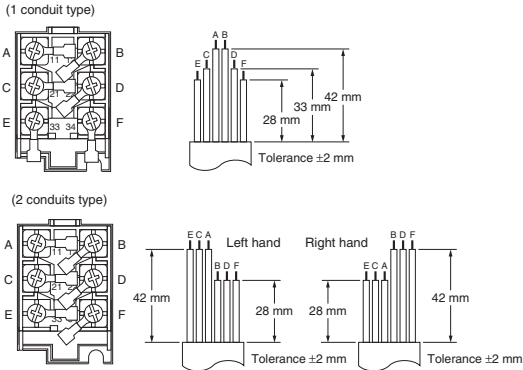 (1 conduit type)
A B
C D
E F
11
21
33 34
A B
C D
E F
42 mm
33 mm
28 mm
Tolerance ±2 mm
(2 conduits type)
A B
C D
E F
11
21
33
E C A
Left hand
B D F
42 mm
28 mm
Tolerance ±2 mm
Right hand
B D F
E C A
28 mm
42 mm
Tolerance ±2 mm